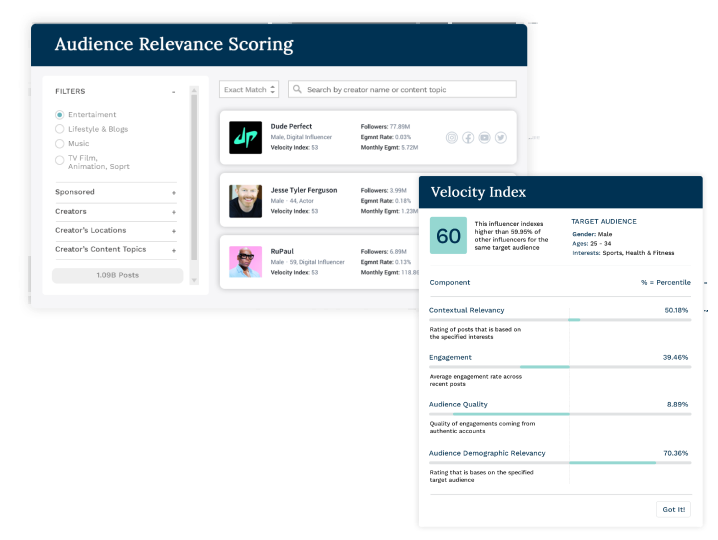 Audience Relevance Scoring
FILTERS
-
Entertaiment
Lifestyle & Blogs
Music
TV Film,
Animation, Soprt
Sponsored +
Creators +
Creator's Locations +
Creator's Content Topics +
1.09B Posts
Exact Match
Search by creator name or content topic
dp
Dude Perfect
Male, Digital Influencer
Velocity Index: 53
Followers: 77.89M
Egmnt Rate: 0.03%
Monthly Egmt: 5.72M
Jesse Tyler Ferguson
Male · 44, Actor
Velocity Index: 53
Followers: 3.99M
Egmnt Rate: 0.18%
Monthly Egmt: 1.23M
RuPaul
Male · 59, Digital Influencer
Velocity Index: 53
Followers: 6.89M
Egmnt Rate: 0.13%
Monthly Egmt: 118.8
Velocity Index
60
This influencer indexes
higher than 59.95% of
other influencers for the
same target audience
TARGET AUDIENCE
Gender: Male
Ages: 25 - 34
Interests: Sports, Health & Fitness
Component % = Percentile
Contextual Relevancy 50.18%
Rating of posts that is based on
the specified interests
Engagement 39.46%
Average engagement rate across
recent posts
Audience Quality 8.89%
Quality of engagements coming from
authentic accounts
Audience Demographic Relevancy 70.36%
Rating that is bases on the specified
target audience
Got It!